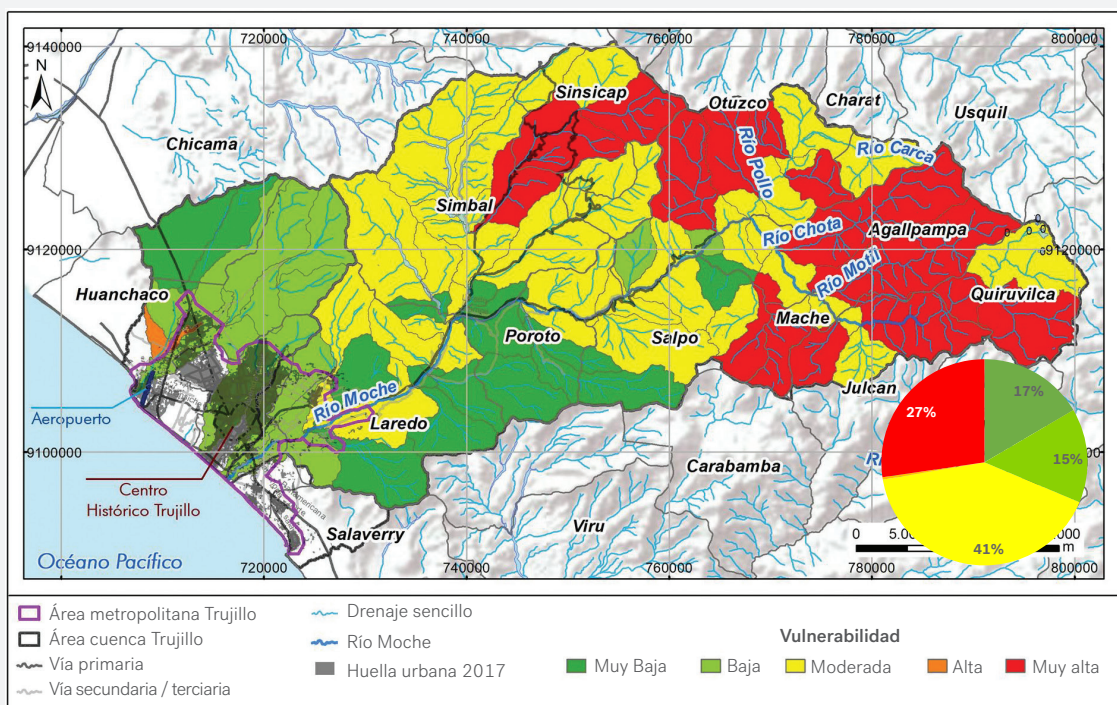 720000
740000
760000
780000
800000
9140000
N
Sinsicap
Otuzco
Charat
Usquil
Chicama
Río Carca
Río Pollo
Simbal
Río Chota
Agallpampa
9120000
9120000
Río Motil
Huanchaco
Quiruvilca
Mache
Poroto
Salpo
Julcan
Río Moche
Aeropuerto
Laredo
27%
17%
15%
41%
9100000
Carabamba
Centro
Histórico Trujillo
Viru
Salaverry
0
m
Océano Pacífico
720000
740000
760000
780000
800000
Área metropolitana Trujillo
Área cuenca Trujillo
Vía primaria
Vía secundaria / terciaria
Drenaje sencillo
Río Moche
Huella urbana 2017
Vulnerabilidad
Muy Baja
Baja
Moderada
Alta
Muy alta